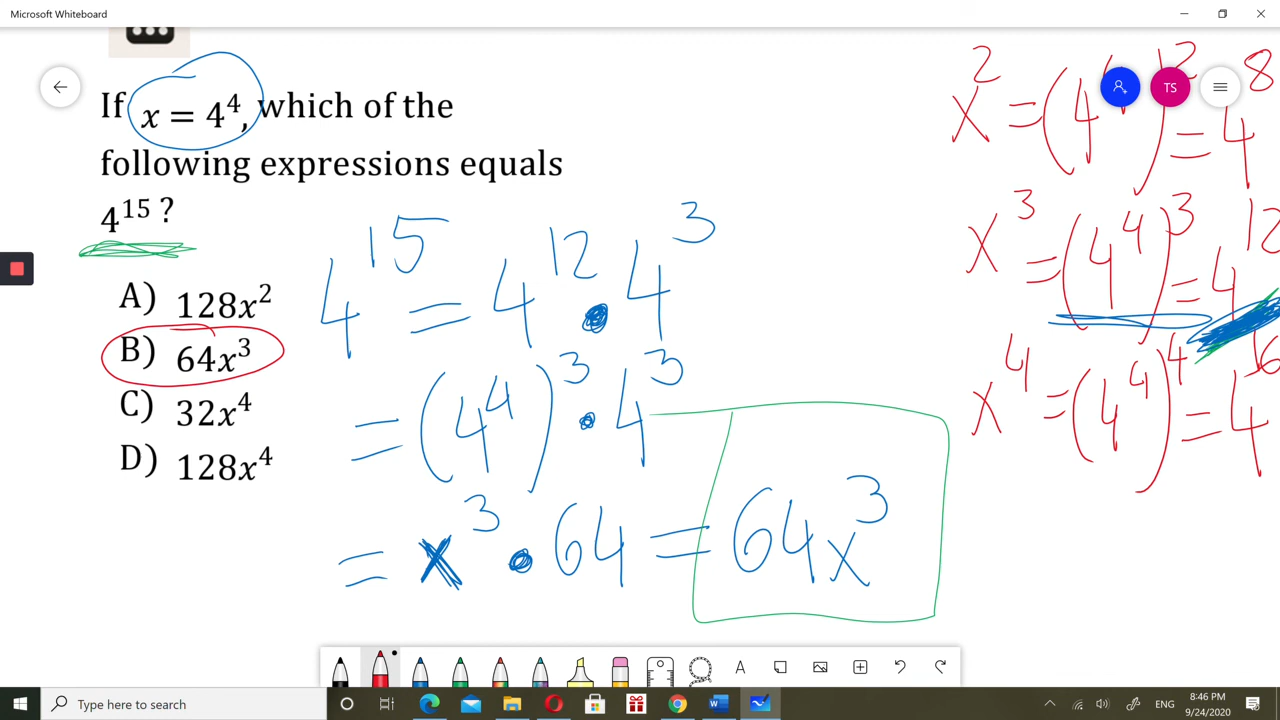 Microsoft Whiteboard
If x = 4⁴, which of the
following expressions equals
4¹⁵ ?
A) 128x²
B) 64x³
C) 32x⁴
D) 128x⁴
4¹⁵ = 4¹² · 4³
= (4⁴)³ · 4³
= x³ · 64 = 64x³
x² = (4 )² = 4⁸
x³ = (4⁴)³ = 4¹²
x⁴ = (4⁴)⁴ = 4¹⁶
TS
A
Type here to search
ENG
8:46 PM
9/24/2020